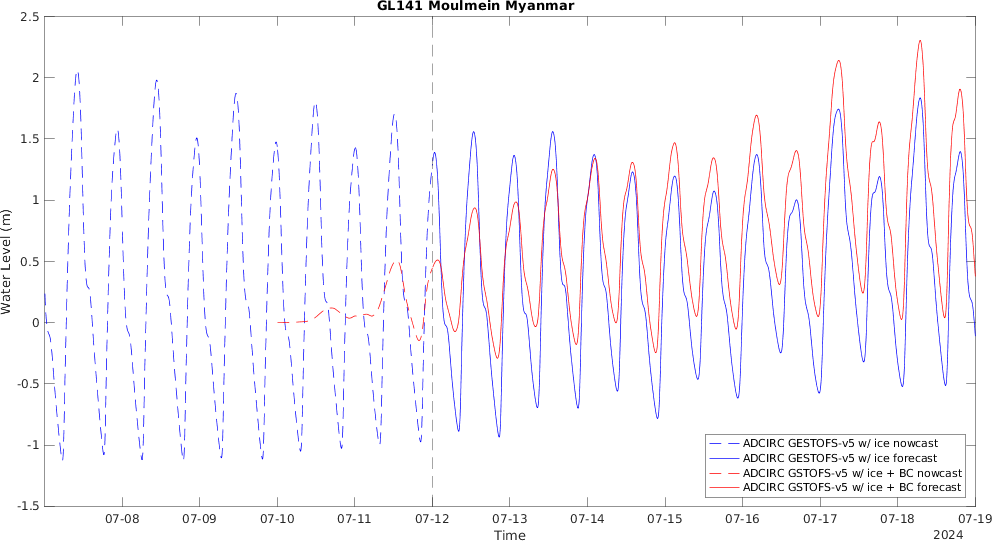 GL141 Moulmein Myanmar
2.5
2
1.5
1
0.5
0
-0.5
-1
-1.5
Water Level (m)
ADCIRC GESTOFS-v5 w/ ice nowcast
ADCIRC GESTOFS-v5 w/ ice forecast
ADCIRC GSTOFS-v5 w/ ice + BC nowcast
ADCIRC GSTOFS-v5 w/ ice + BC forecast
07-08 07-09 07-10 07-11 07-12 07-13 07-14 07-15 07-16 07-17 07-18 07-19
Time
2024